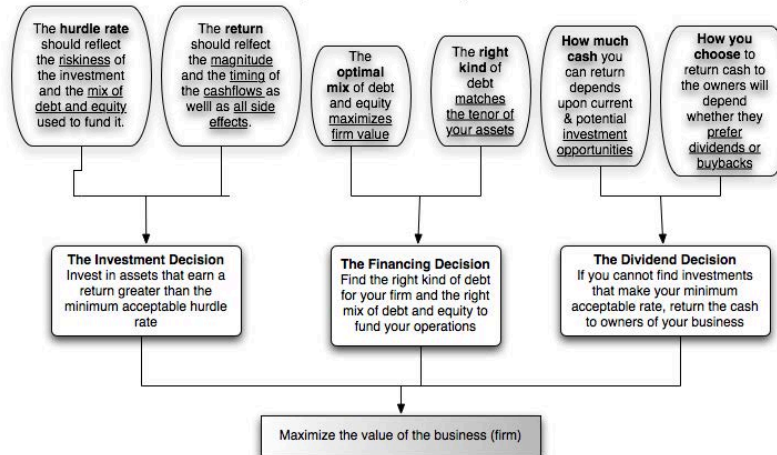 The hurdle rate
should reflect
the riskiness of
the investment
and the mix of
debt and equity
used to fund it.
The return
should relfect
the magnitude
and the timing of
the cashflows as
welll as all side
effects.
The
optimal
mix of debt
and equity
maximizes
firm value
The right
kind of
debt
matches
the tenor of
your assets
How much
cash you
can return
depends
upon current
& potential
investment
opportunities
How you
choose to
return cash to
the owners will
depend
whether they
prefer
dividends or
buybacks
The Investment Decision
Invest in assets that earn a
return greater than the
minimum acceptable hurdle
rate
The Financing Decision
Find the right kind of debt
for your firm and the right
mix of debt and equity to
fund your operations
The Dividend Decision
If you cannot find investments
that make your minimum
acceptable rate, return the cash
to owners of your business
Maximize the value of the business (firm)